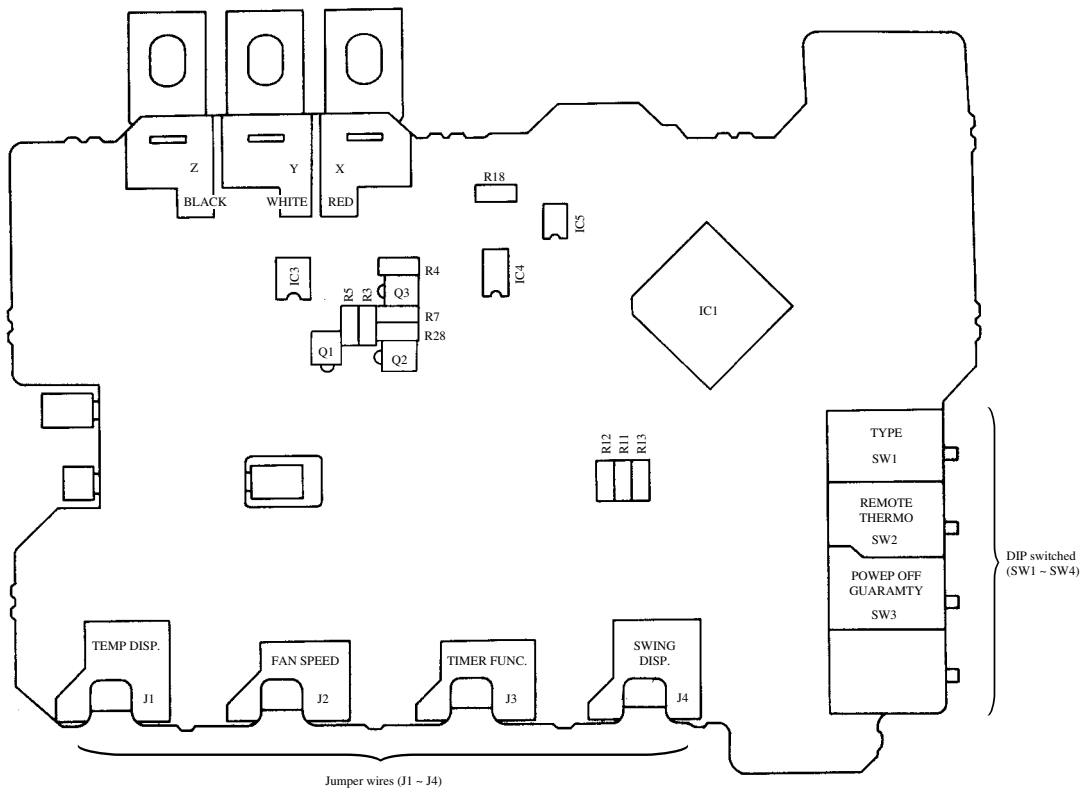 Z
Y
X
BLACK
WHITE
RED
R18
IC5
IC4
IC3
R4
R5
R3
Q3
R7
R28
Q1
Q2
IC1
R12
R11
R13
TYPE
SW1
REMOTE
THERMO
SW2
POWEP OFF
GUARAMTY
SW3
DIP switched
(SW1 ~ SW4)
TEMP DISP.
J1
FAN SPEED
J2
TIMER FUNC.
J3
SWING
DISP.
J4
Jumper wires (J1 ~ J4)